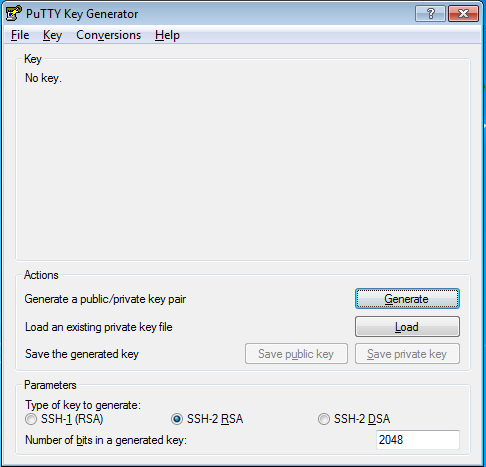 PuTTY Key Generator
?
File Key Conversions Help
Key
No key.
Actions
Generate a public/private key pair Generate
Load an existing private key file Load
Save the generated key Save public key Save private key
Parameters
Type of key to generate:
SSH-1 (RSA) SSH-2 RSA SSH-2 DSA
Number of bits in a generated key: 2048